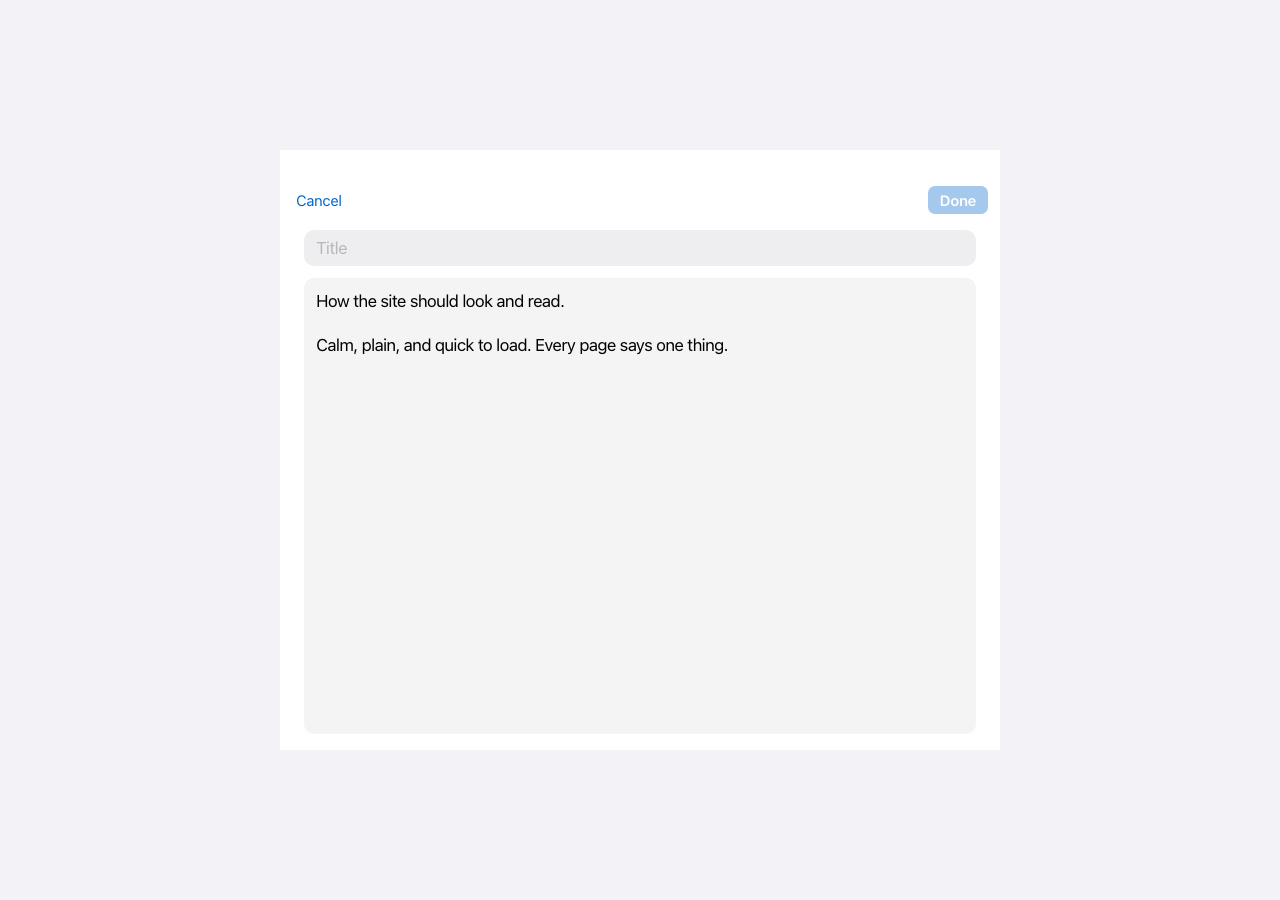 Cancel
Done
Title
How the site should look and read.
Calm, plain, and quick to load. Every page says one thing.